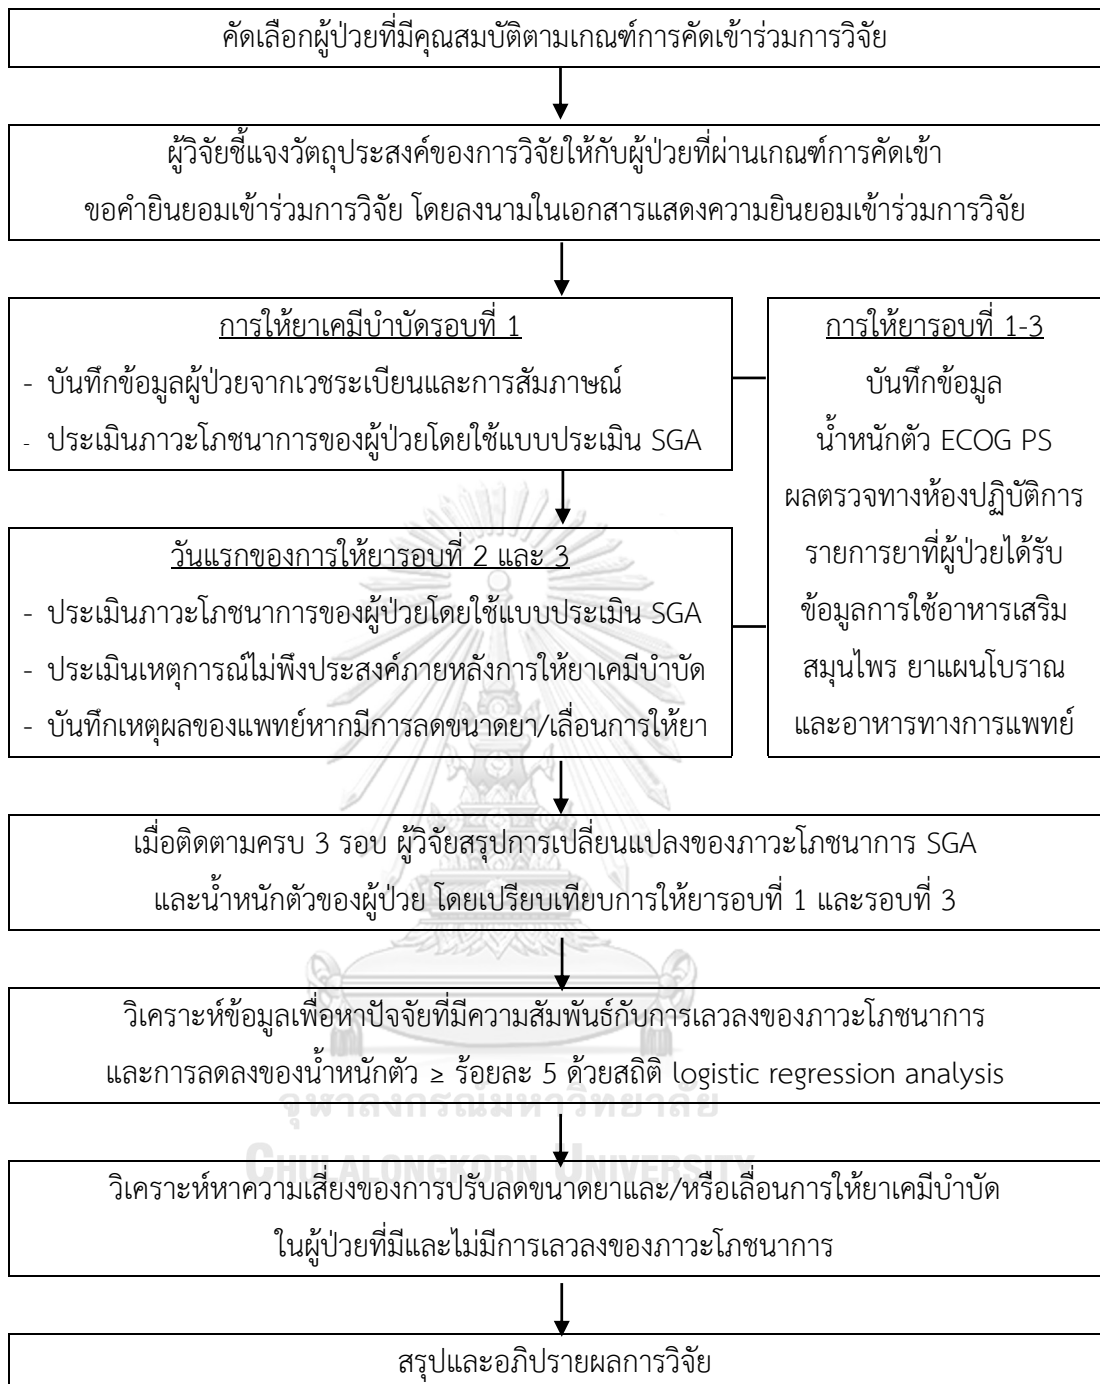 คัดเลือกผู้ป่วยที่มีคุณสมบัติตามเกณฑ์การคัดเข้าร่วมการวิจัย
ผู้วิจัยชี้แจงวัตถุประสงค์ของการวิจัยให้กับผู้ป่วยที่ผ่านเกณฑ์การคัดเข้า
ขอคำยินยอมเข้าร่วมการวิจัย โดยลงนามในเอกสารแสดงความยินยอมเข้าร่วมการวิจัย
การให้ยาเคมีบำบัดรอบที่ 1
- บันทึกข้อมูลผู้ป่วยจากเวชระเบียนและการสัมภาษณ์
- ประเมินภาวะโภชนาการของผู้ป่วยโดยใช้แบบประเมิน SGA
วันแรกของการให้ยารอบที่ 2 และ 3
- ประเมินภาวะโภชนาการของผู้ป่วยโดยใช้แบบประเมิน SGA
- ประเมินเหตุการณ์ไม่พึงประสงค์ภายหลังการให้ยาเคมีบำบัด
- บันทึกเหตุผลของแพทย์หากมีการลดขนาดยา/เลื่อนการให้ยา
การให้ยารอบที่ 1-3
บันทึกข้อมูล
น้ำหนักตัว ECOG PS
ผลตรวจทางห้องปฏิบัติการ
รายการยาที่ผู้ป่วยได้รับ
ข้อมูลการใช้อาหารเสริม
สมุนไพร ยาแผนโบราณ
และอาหารทางการแพทย์
เมื่อติดตามครบ 3 รอบ ผู้วิจัยสรุปการเปลี่ยนแปลงของภาวะโภชนาการ SGA
และน้ำหนักตัวของผู้ป่วย โดยเปรียบเทียบการให้ยารอบที่ 1 และรอบที่ 3
วิเคราะห์ข้อมูลเพื่อหาปัจจัยที่มีความสัมพันธ์กับการเลวลงของภาวะโภชนาการ
และการลดลงของน้ำหนักตัว ≥ ร้อยละ 5 ด้วยสถิติ logistic regression analysis
จุฬาลงกรณ์มหาวิทยาลัย
CHULALONGKORN UNIVERSITY
วิเคราะห์หาความเสี่ยงของการปรับลดขนาดยาและ/หรือเลื่อนการให้ยาเคมีบำบัด
ในผู้ป่วยที่มีและไม่มีการเลวลงของภาวะโภชนาการ
สรุปและอภิปรายผลการวิจัย